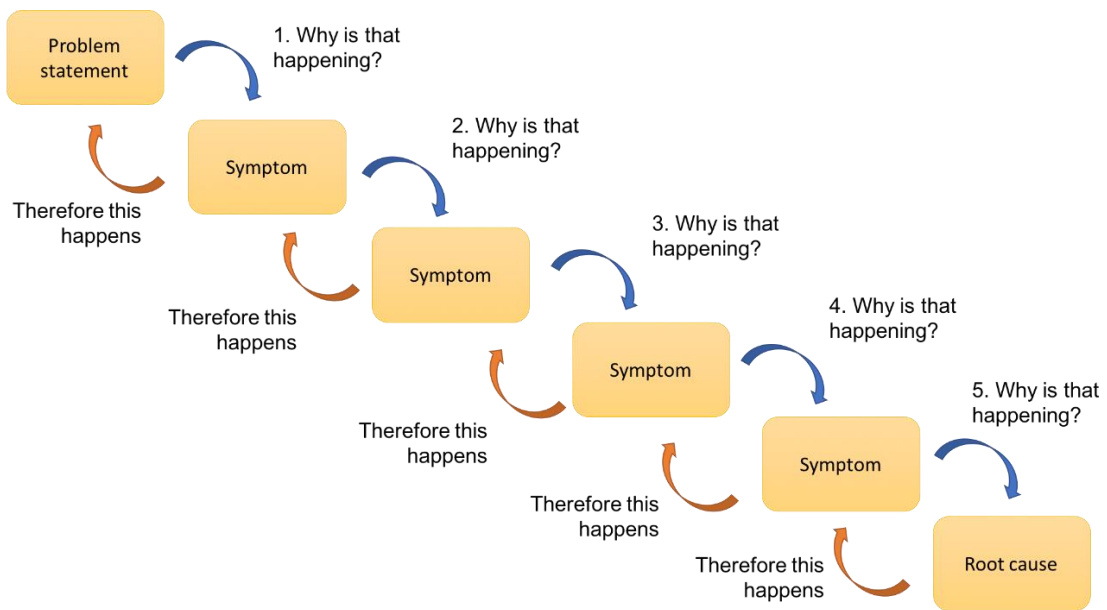 Problem
statement
1. Why is that
happening?
Symptom
2. Why is that
happening?
Therefore this
happens
Symptom
3. Why is that
happening?
Therefore this
happens
Symptom
4. Why is that
happening?
Therefore this
happens
Symptom
5. Why is that
happening?
Therefore this
happens
Root cause
Therefore this
happens